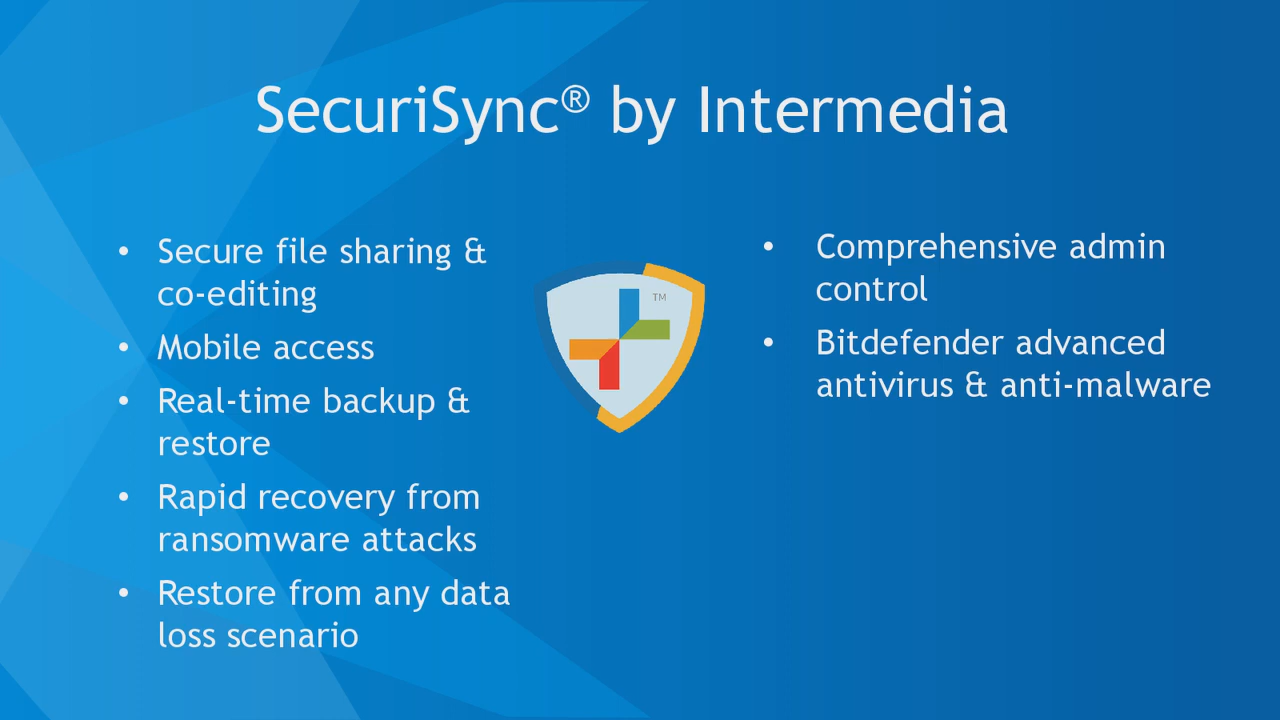 SecuriSync® by Intermedia
• Secure file sharing &
co-editing
• Mobile access
• Real-time backup &
restore
• Rapid recovery from
ransomware attacks
• Restore from any data
loss scenario
TM
• Comprehensive admin
control
• Bitdefender advanced
antivirus & anti-malware